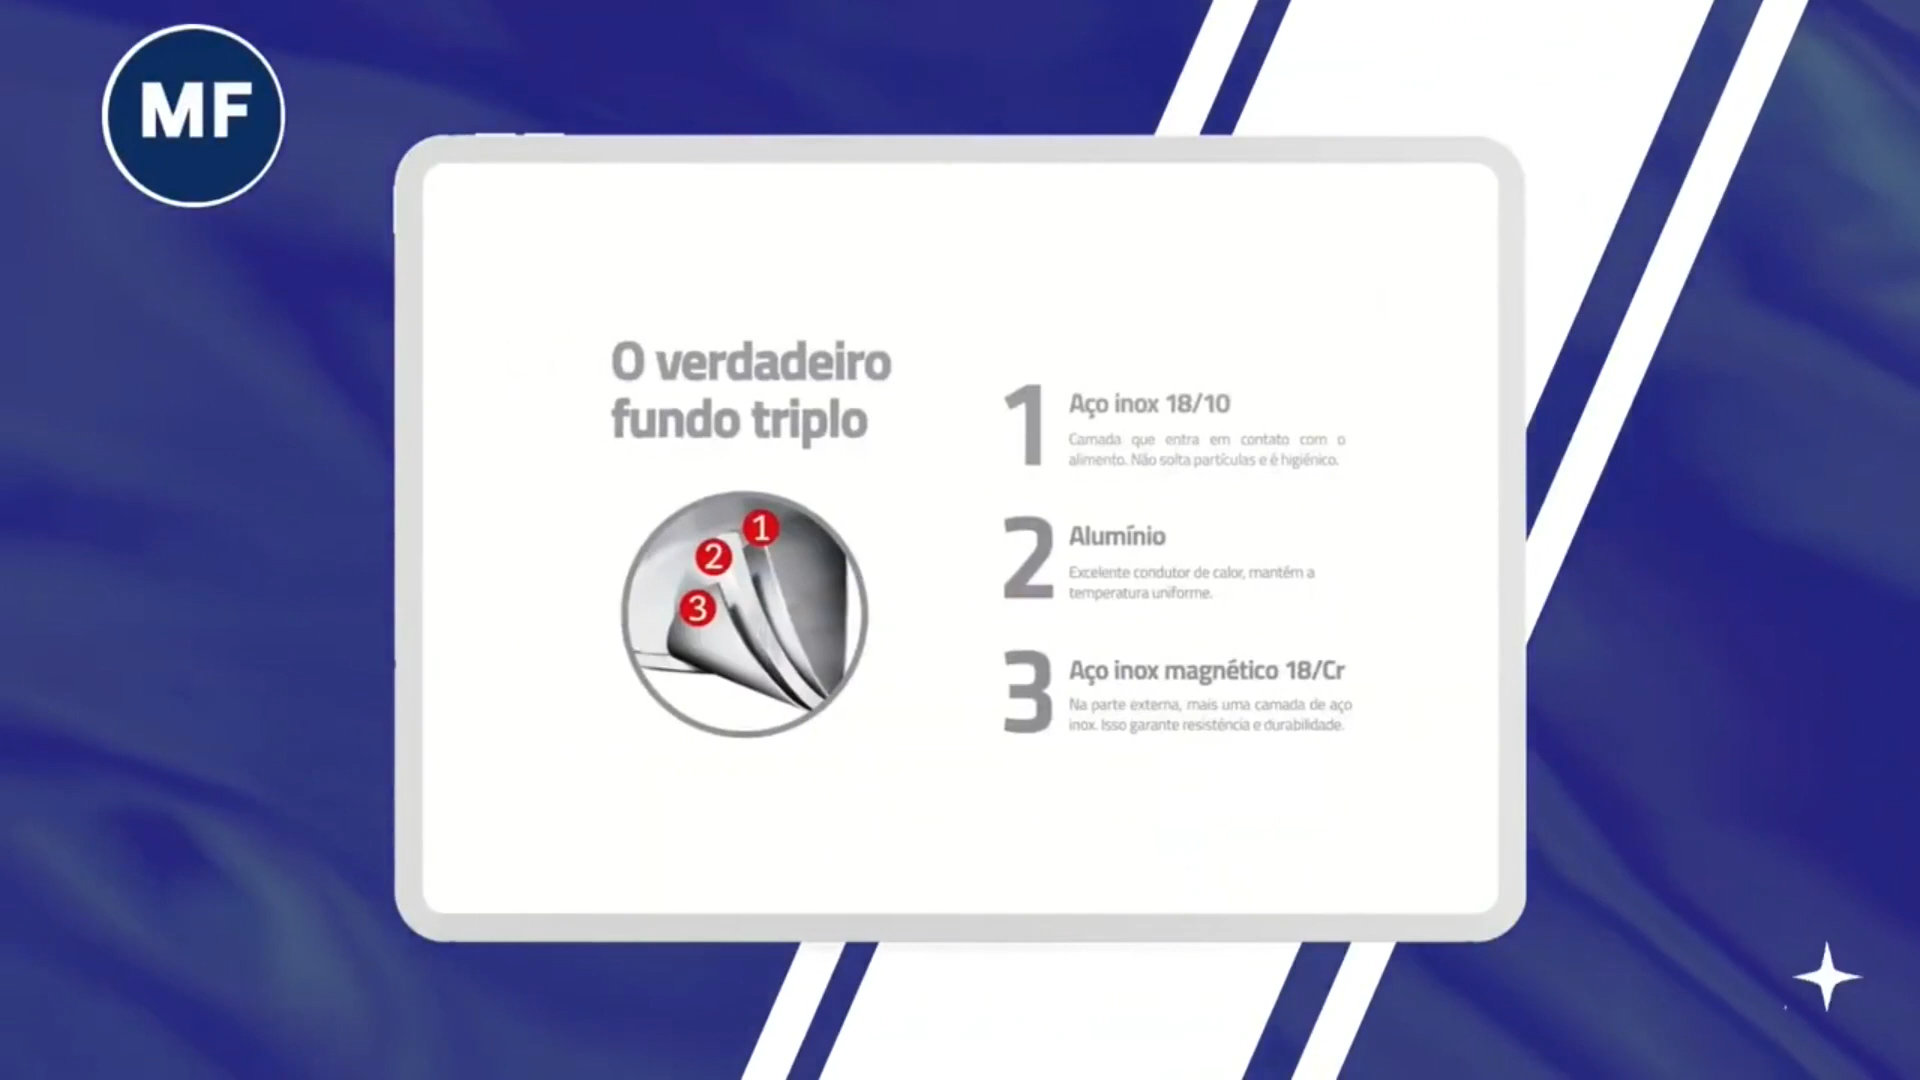 MF
O verdadeiro
fundo triplo
1
2
3
1
Aço inox 18/10
Camada que entra em contato com o
alimento. Não solta partículas e é higiénico.
2
Alumínio
Excelente condutor de calor, mantém a
temperatura uniforme.
3
Aço inox magnético 18/Cr
Na parte externa, mais uma camada de aço
inox. Isso garante resistência e durabilidade.